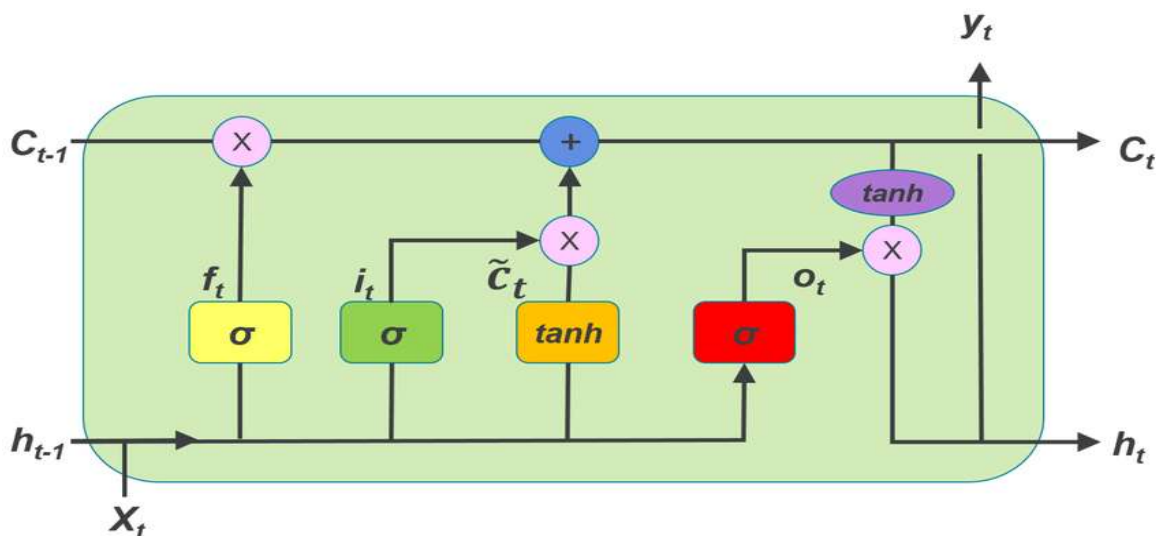 yₜ
Cₜ₋₁
X
+
Cₜ
tanh
X
X
fₜ
iₜ
c̃ₜ
oₜ
σ
σ
tanh
σ
hₜ₋₁
hₜ
Xₜ